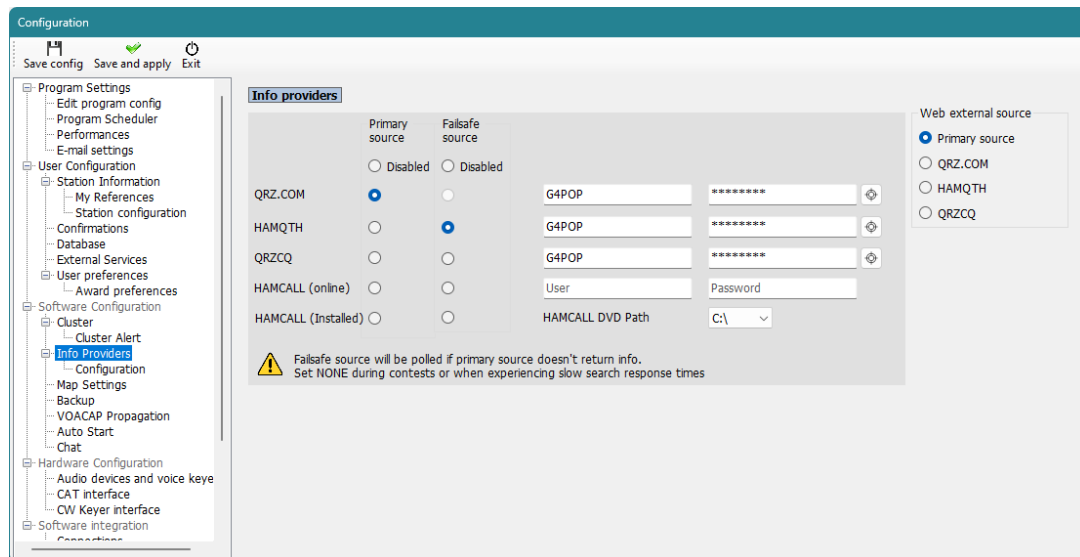 Configuration
Save config Save and apply Exit
Program Settings
Edit program config
Program Scheduler
Performances
E-mail settings
User Configuration
Station Information
My References
Station configuration
Confirmations
Database
External Services
User preferences
Award preferences
Software Configuration
Cluster
Cluster Alert
Info Providers
Configuration
Map Settings
Backup
VOACAP Propagation
Auto Start
Chat
Hardware Configuration
Audio devices and voice keye
CAT interface
CW Keyer interface
Software integration
Connections
Info providers
Primary source Failsafe source
Disabled Disabled
QRZ.COM G4POP ********
HAMQTH G4POP ********
QRZCQ G4POP ********
HAMCALL (online) User Password
HAMCALL (Installed) HAMCALL DVD Path C:\
Failsafe source will be polled if primary source doesn't return info.
Set NONE during contests or when experiencing slow search response times
Web external source
Primary source
QRZ.COM
HAMQTH
QRZCQ